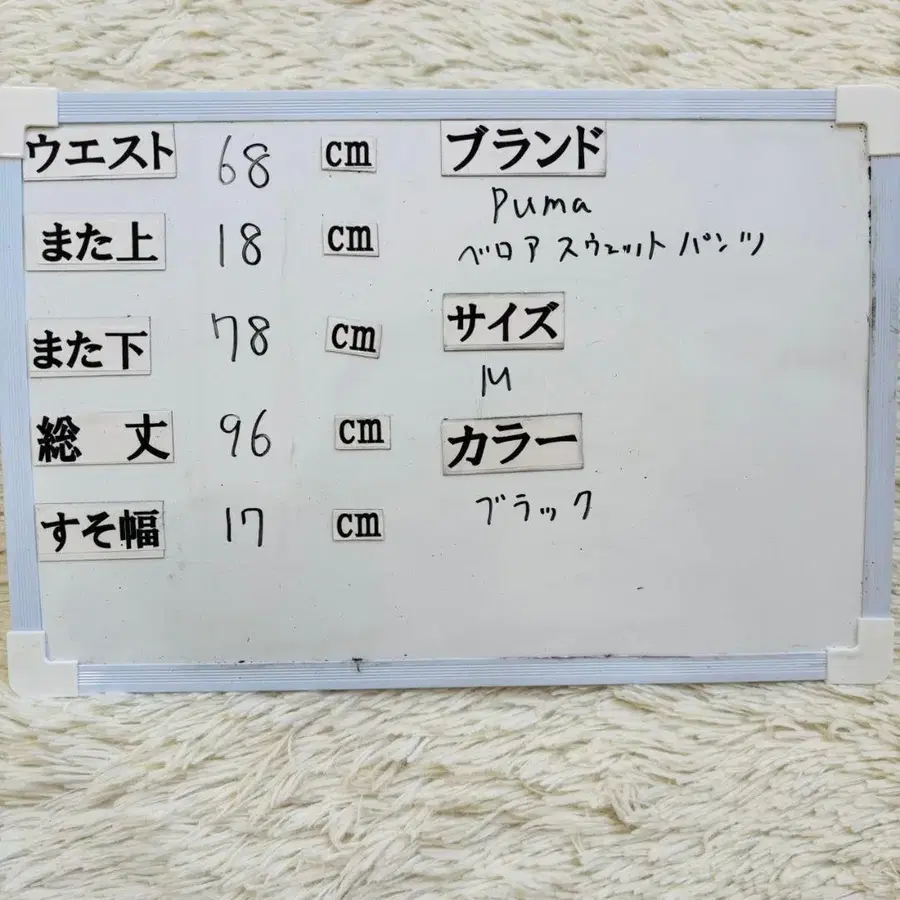 ウエスト 68 cm
また上 18 cm
また下 78 cm
総 丈 96 cm
すそ幅 17 cm
ブランド
Puma
ベロア スウェット パンツ
サイズ
M
カラー
ブラック